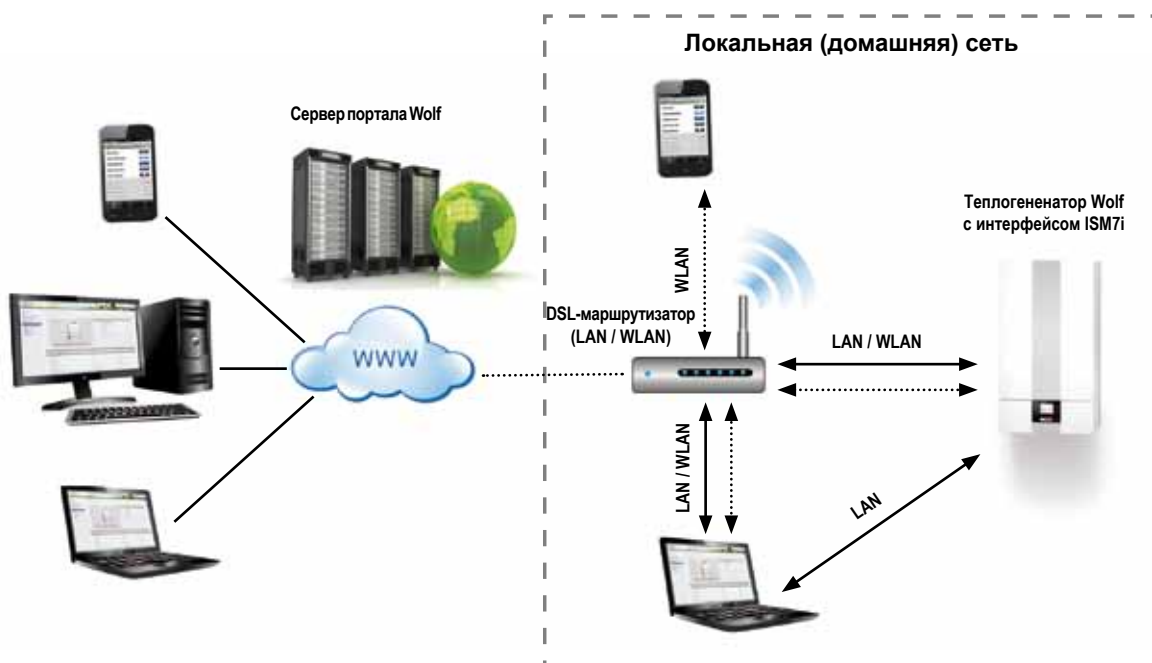 Локальная (домашняя) сеть
Сервер портала Wolf
Теплогененатор Wolf
с интерфейсом ISM7i
WLAN
DSL-маршрутизатор
(LAN / WLAN)
LAN / WLAN
WWW
LAN / WLAN
LAN